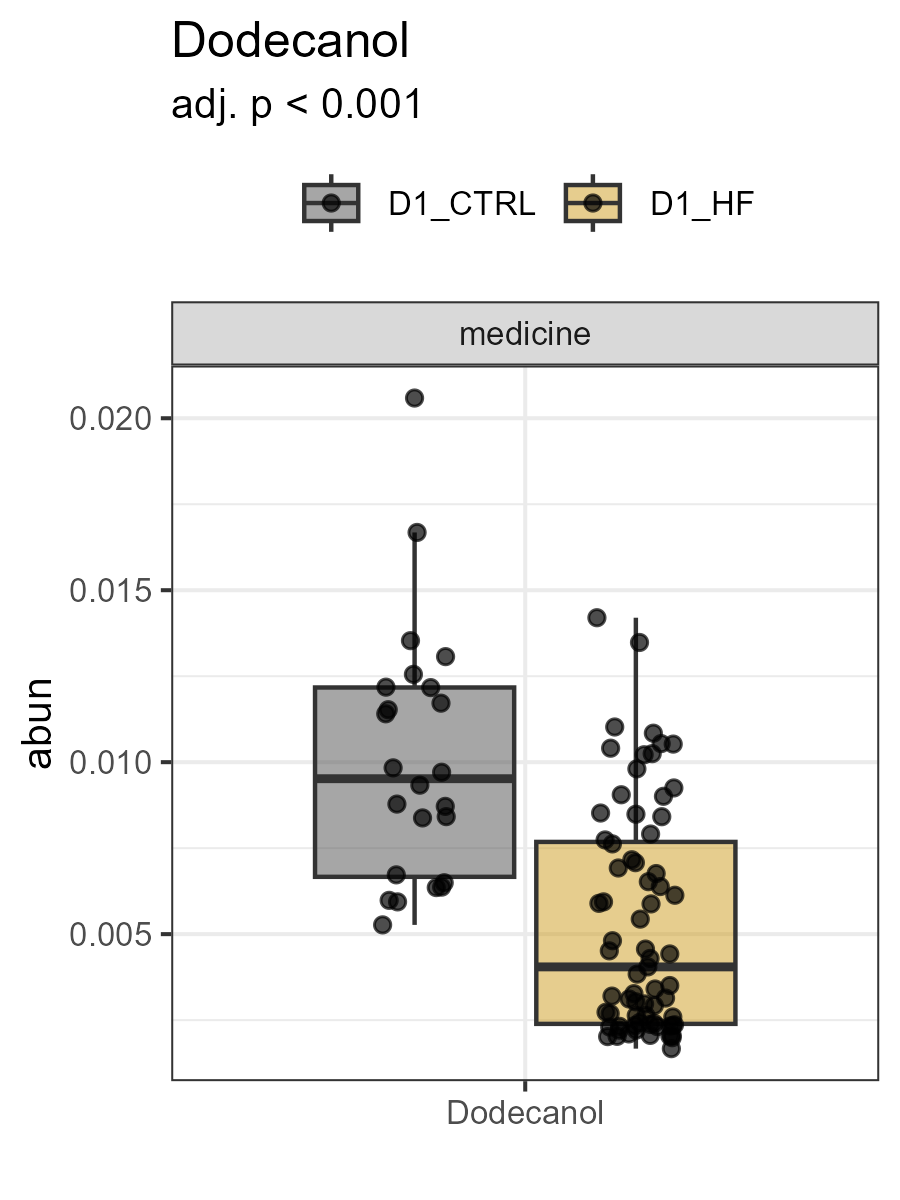 Dodecanol
adj. p < 0.001
D1_CTRL D1_HF
medicine
0.020
0.015
0.010
0.005
abun
Dodecanol